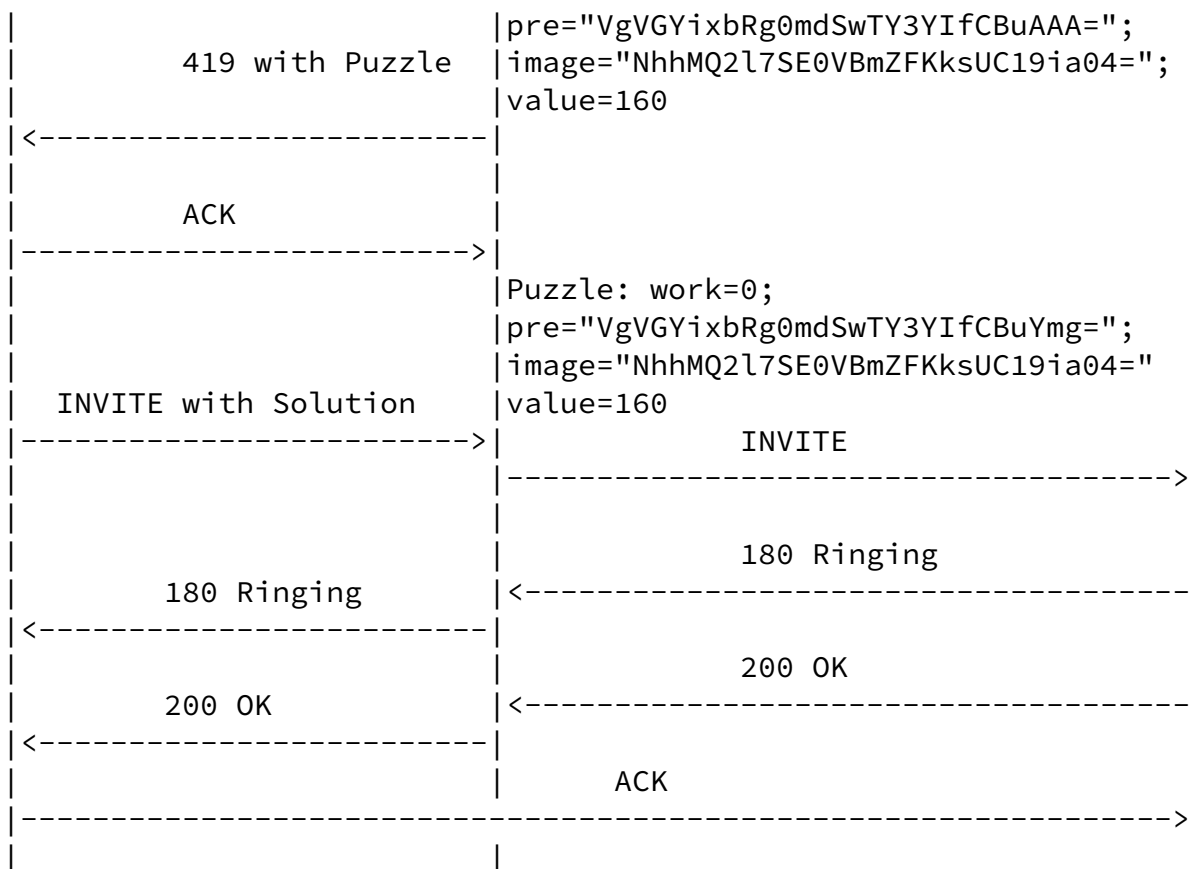 pre="VgVGYixbRg0mdSwTY3YIfCBuAAA=";
419 with Puzzle image="NhhMQ2l7SE0VBmZFKksUC19ia04=";
value=160
ACK
Puzzle: work=0;
pre="VgVGYixbRg0mdSwTY3YIfCBuYmg=";
image="NhhMQ2l7SE0VBmZFKksUC19ia04="
INVITE with Solution value=160
INVITE
180 Ringing
180 Ringing
200 OK
200 OK
ACK